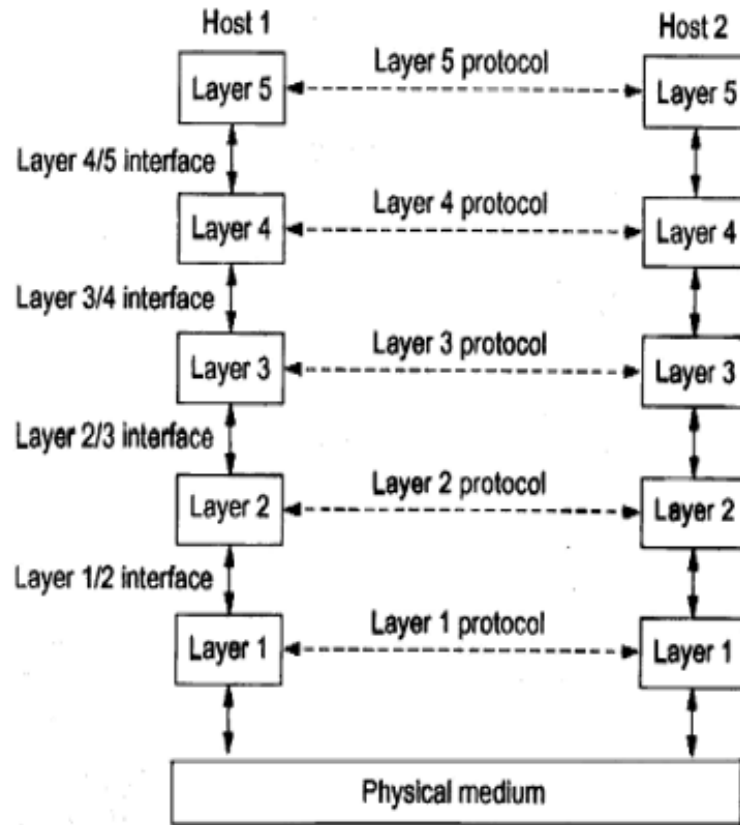 Host 1
Host 2
Layer 5 protocol
Layer 5
Layer 5
Layer 4/5 interface
Layer 4 protocol
Layer 4
Layer 4
Layer 3/4 interface
Layer 3 protocol
Layer 3
Layer 3
Layer 2/3 interface
Layer 2 protocol
Layer 2
Layer 2
Layer 1/2 interface
Layer 1 protocol
Layer 1
Layer 1
Physical medium